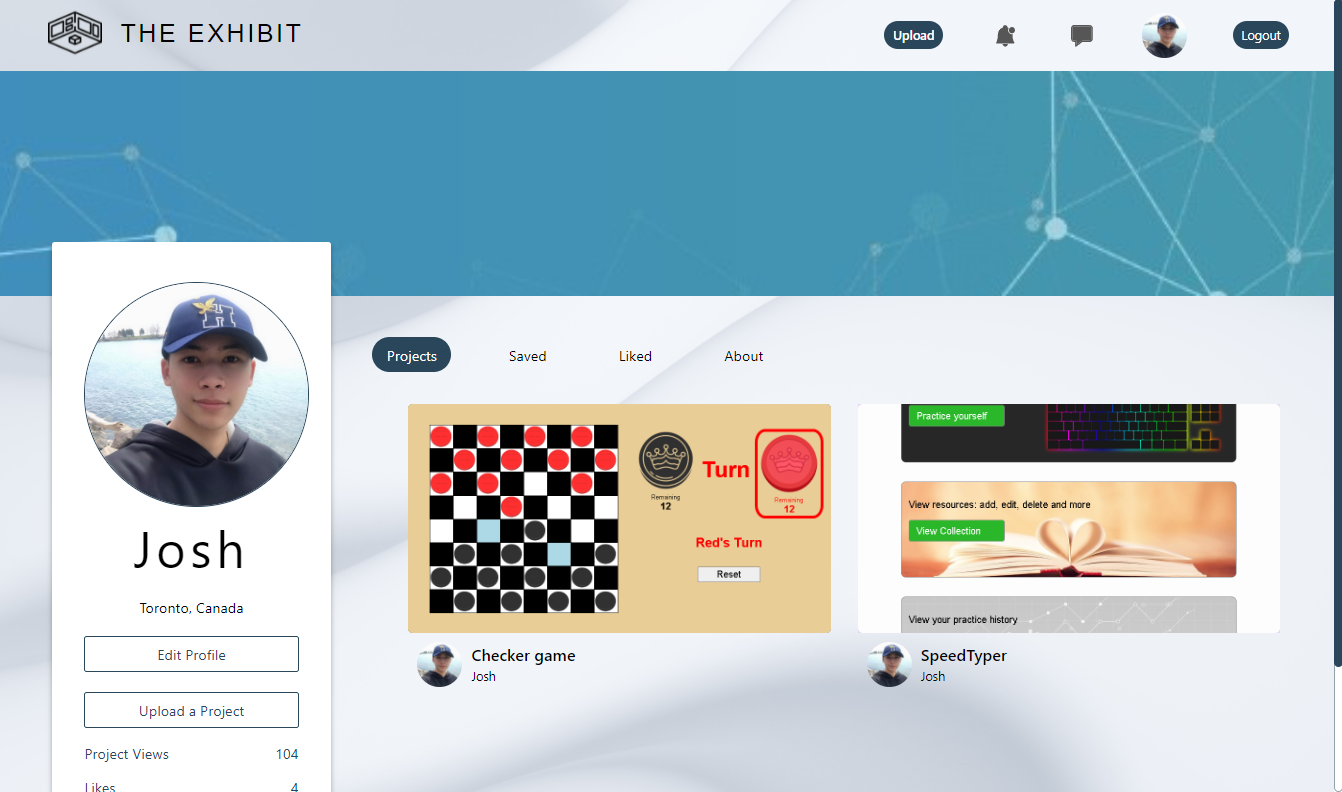 THE EXHIBIT
Upload
Logout
H
Josh
Toronto, Canada
Edit Profile
Upload a Project
Project Views 104
Likes 4
Projects
Saved
Liked
About
Turn
Remaining
12
Remaining
12
Red's Turn
Reset
Checker game
Josh
Practice yourself
View resources: add, edit, delete and more
View Collection
View your practice history
SpeedTyper
Josh